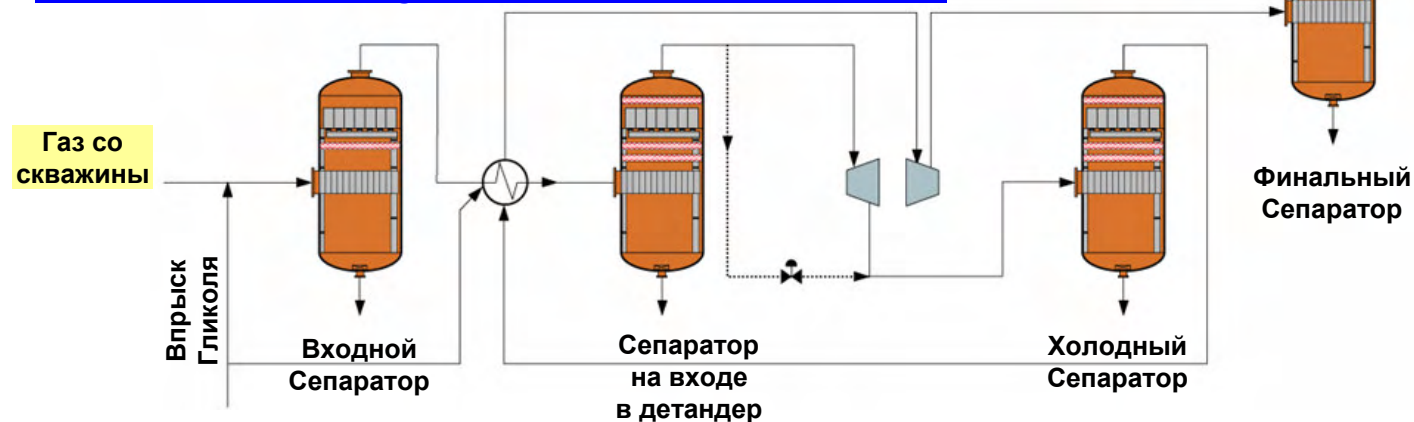 Газ со
скважины
Впрыск
Гликоля
Входной
Сепаратор
Сепаратор
на входе
в детандер
Холодный
Сепаратор
Финальный
Сепаратор